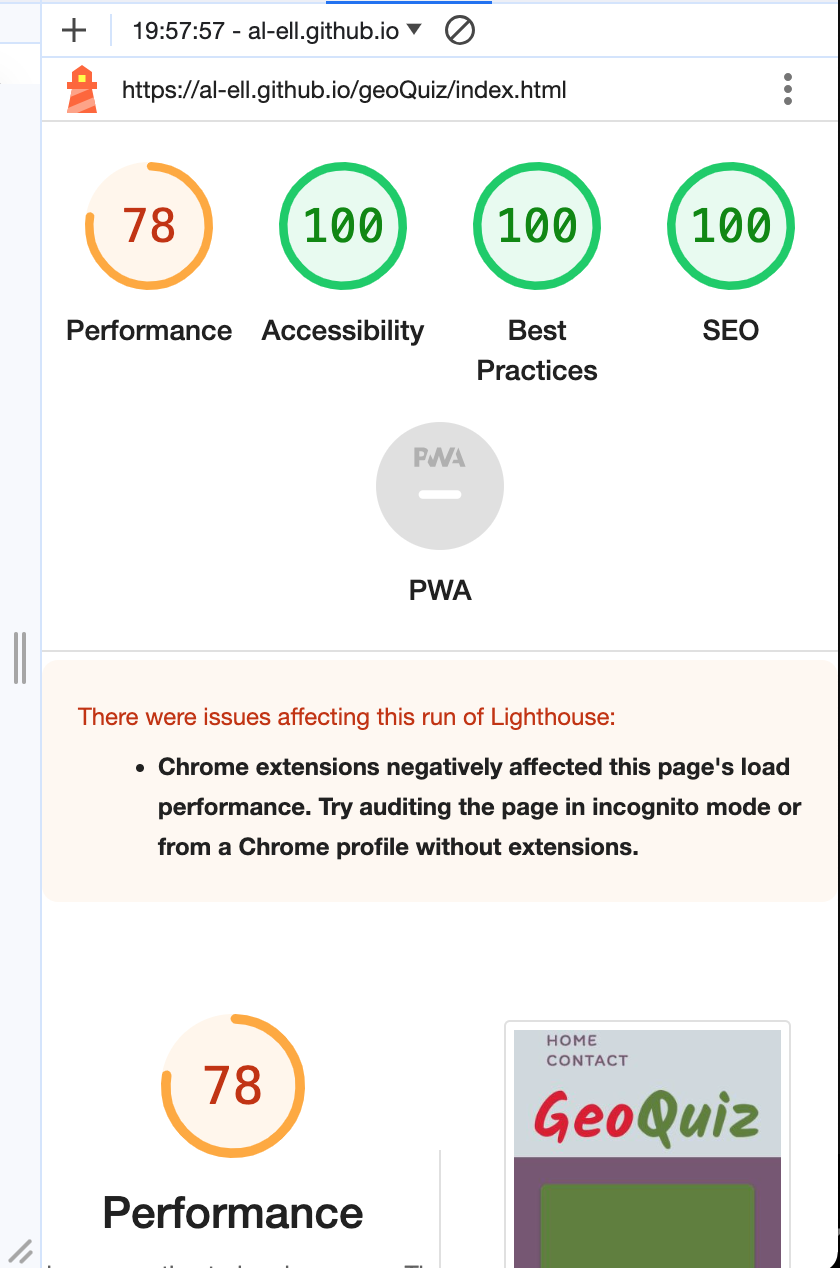 19:57:57 - al-ell.github.io
https://al-ell.github.io/geoQuiz/index.html
78 100 100 100
Performance Accessibility Best Practices SEO
PWA
PWA
There were issues affecting this run of Lighthouse:
• Chrome extensions negatively affected this page's load
performance. Try auditing the page in incognito mode or
from a Chrome profile without extensions.
78
Performance
HOME
CONTACT
GeoQuiz